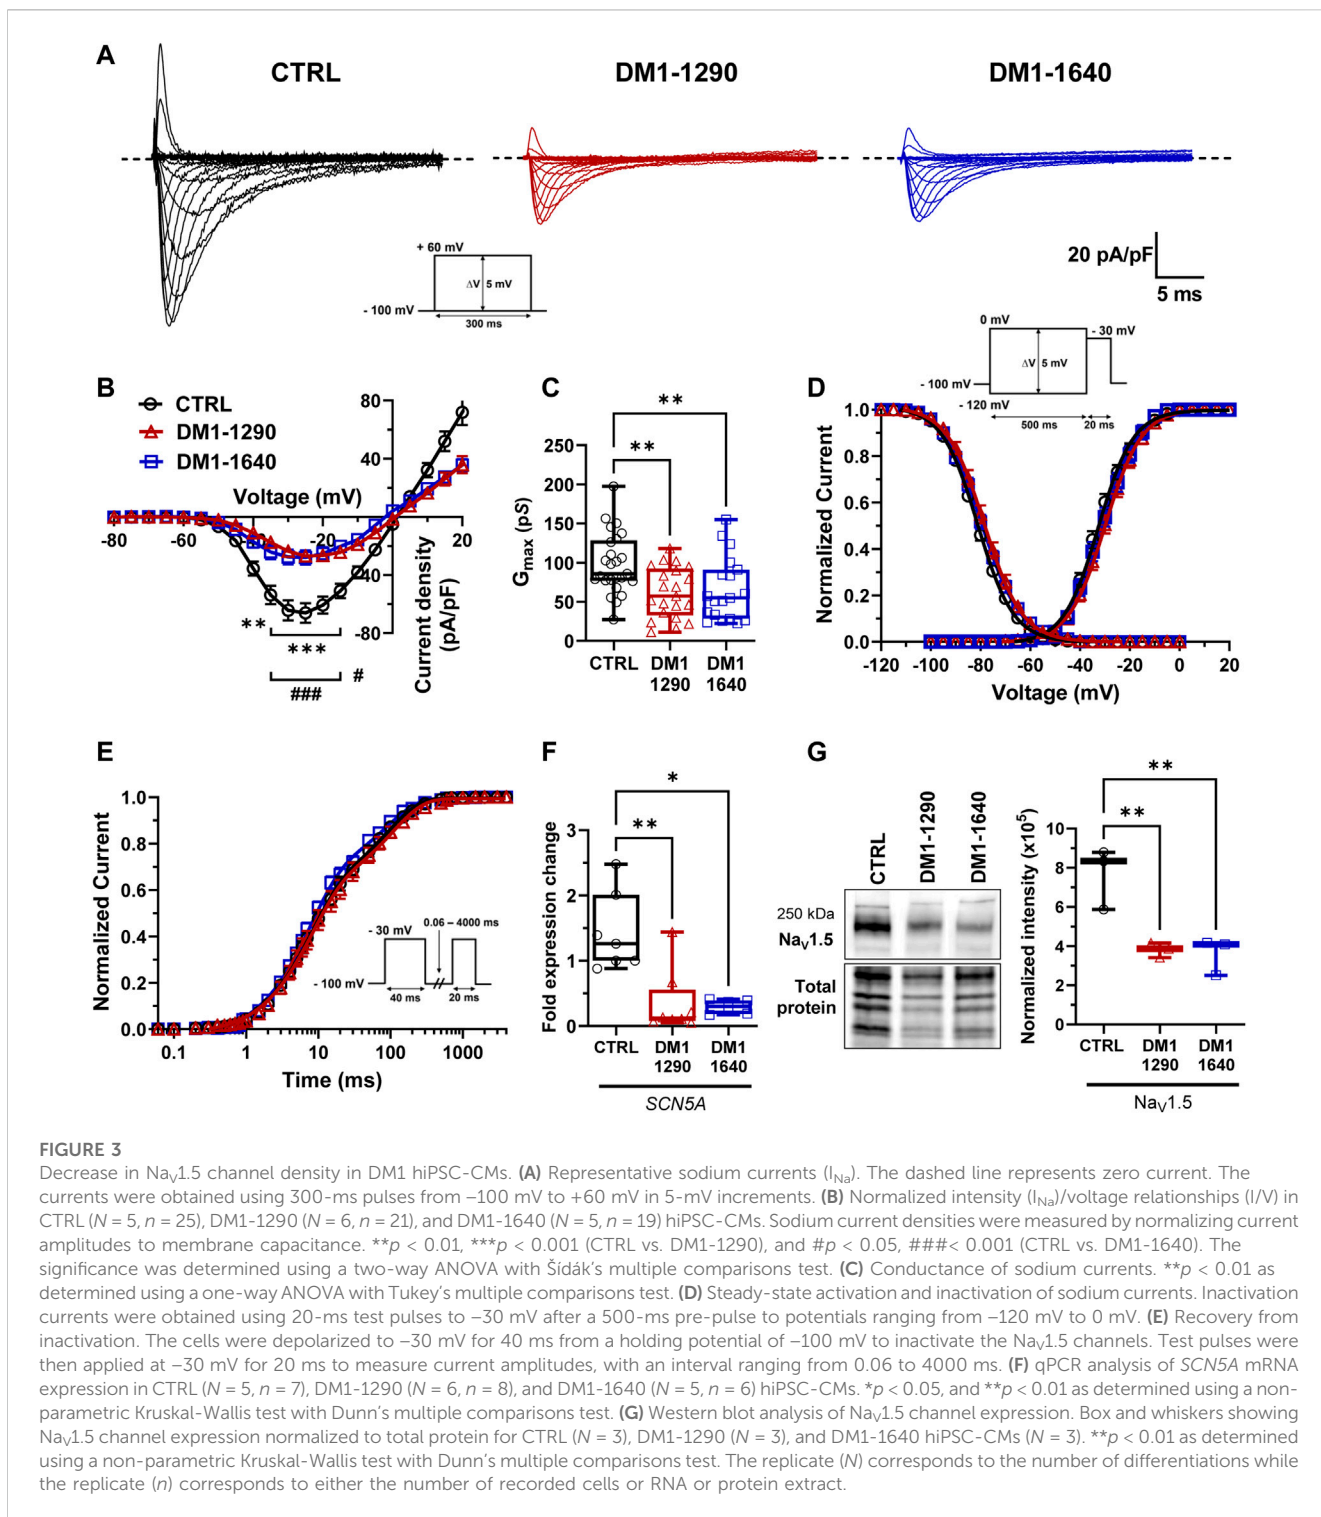 A
CTRL
DM1-1290
DM1-1640
+ 60 mV
ΔV 5 mV
- 100 mV
300 ms
20 pA/pF
5 ms
B
CTRL
DM1-1290
DM1-1640
Voltage (mV)
80
40
-40
-80
-80
-60
-20
20
Current density
(pA/pF)
**
***
###
#
C
**
**
250
200
150
100
50
0
Gmax (pS)
CTRL
DM1
1290
DM1
1640
D
0 mV
- 30 mV
ΔV 5 mV
- 100 mV
- 120 mV
500 ms
20 ms
1.0
0.8
0.6
0.4
0.2
0.0
Normalized Current
-120 -100 -80 -60 -40 -20 0 20
Voltage (mV)
E
1.0
0.8
0.6
0.4
0.2
0.0
Normalized Current
0.06 – 4000 ms
- 30 mV
- 100 mV
40 ms
20 ms
0.1 1 10 100 1000
Time (ms)
F
*
**
3
2
1
0
Fold expression change
CTRL
DM1
1290
DM1
1640
SCN5A
G
CTRL
DM1-1290
DM1-1640
250 kDa
NaV1.5
Total
protein
**
**
10
8
6
4
2
0
Normalized intensity (x10⁵)
CTRL
DM1
1290
DM1
1640
NaV1.5
FIGURE 3
Decrease in NaV1.5 channel density in DM1 hiPSC-CMs. (A) Representative sodium currents (INa). The dashed line represents zero current. The
currents were obtained using 300-ms pulses from –100 mV to +60 mV in 5-mV increments. (B) Normalized intensity (INa)/voltage relationships (I/V) in
CTRL (N = 5, n = 25), DM1-1290 (N = 6, n = 21), and DM1-1640 (N = 5, n = 19) hiPSC-CMs. Sodium current densities were measured by normalizing current
amplitudes to membrane capacitance. **p < 0.01, ***p < 0.001 (CTRL vs. DM1-1290), and #p < 0.05, ###< 0.001 (CTRL vs. DM1-1640). The
significance was determined using a two-way ANOVA with Šídák's multiple comparisons test. (C) Conductance of sodium currents. **p < 0.01 as
determined using a one-way ANOVA with Tukey's multiple comparisons test. (D) Steady-state activation and inactivation of sodium currents. Inactivation
currents were obtained using 20-ms test pulses to –30 mV after a 500-ms pre-pulse to potentials ranging from –120 mV to 0 mV. (E) Recovery from
inactivation. The cells were depolarized to –30 mV for 40 ms from a holding potential of –100 mV to inactivate the NaV1.5 channels. Test pulses were
then applied at –30 mV for 20 ms to measure current amplitudes, with an interval ranging from 0.06 to 4000 ms. (F) qPCR analysis of SCN5A mRNA
expression in CTRL (N = 5, n = 7), DM1-1290 (N = 6, n = 8), and DM1-1640 (N = 5, n = 6) hiPSC-CMs. *p < 0.05, and **p < 0.01 as determined using a non-
parametric Kruskal-Wallis test with Dunn's multiple comparisons test. (G) Western blot analysis of NaV1.5 channel expression. Box and whiskers showing
NaV1.5 channel expression normalized to total protein for CTRL (N = 3), DM1-1290 (N = 3), and DM1-1640 hiPSC-CMs (N = 3). **p < 0.01 as determined
using a non-parametric Kruskal-Wallis test with Dunn's multiple comparisons test. The replicate (N) corresponds to the number of differentiations while
the replicate (n) corresponds to either the number of recorded cells or RNA or protein extract.